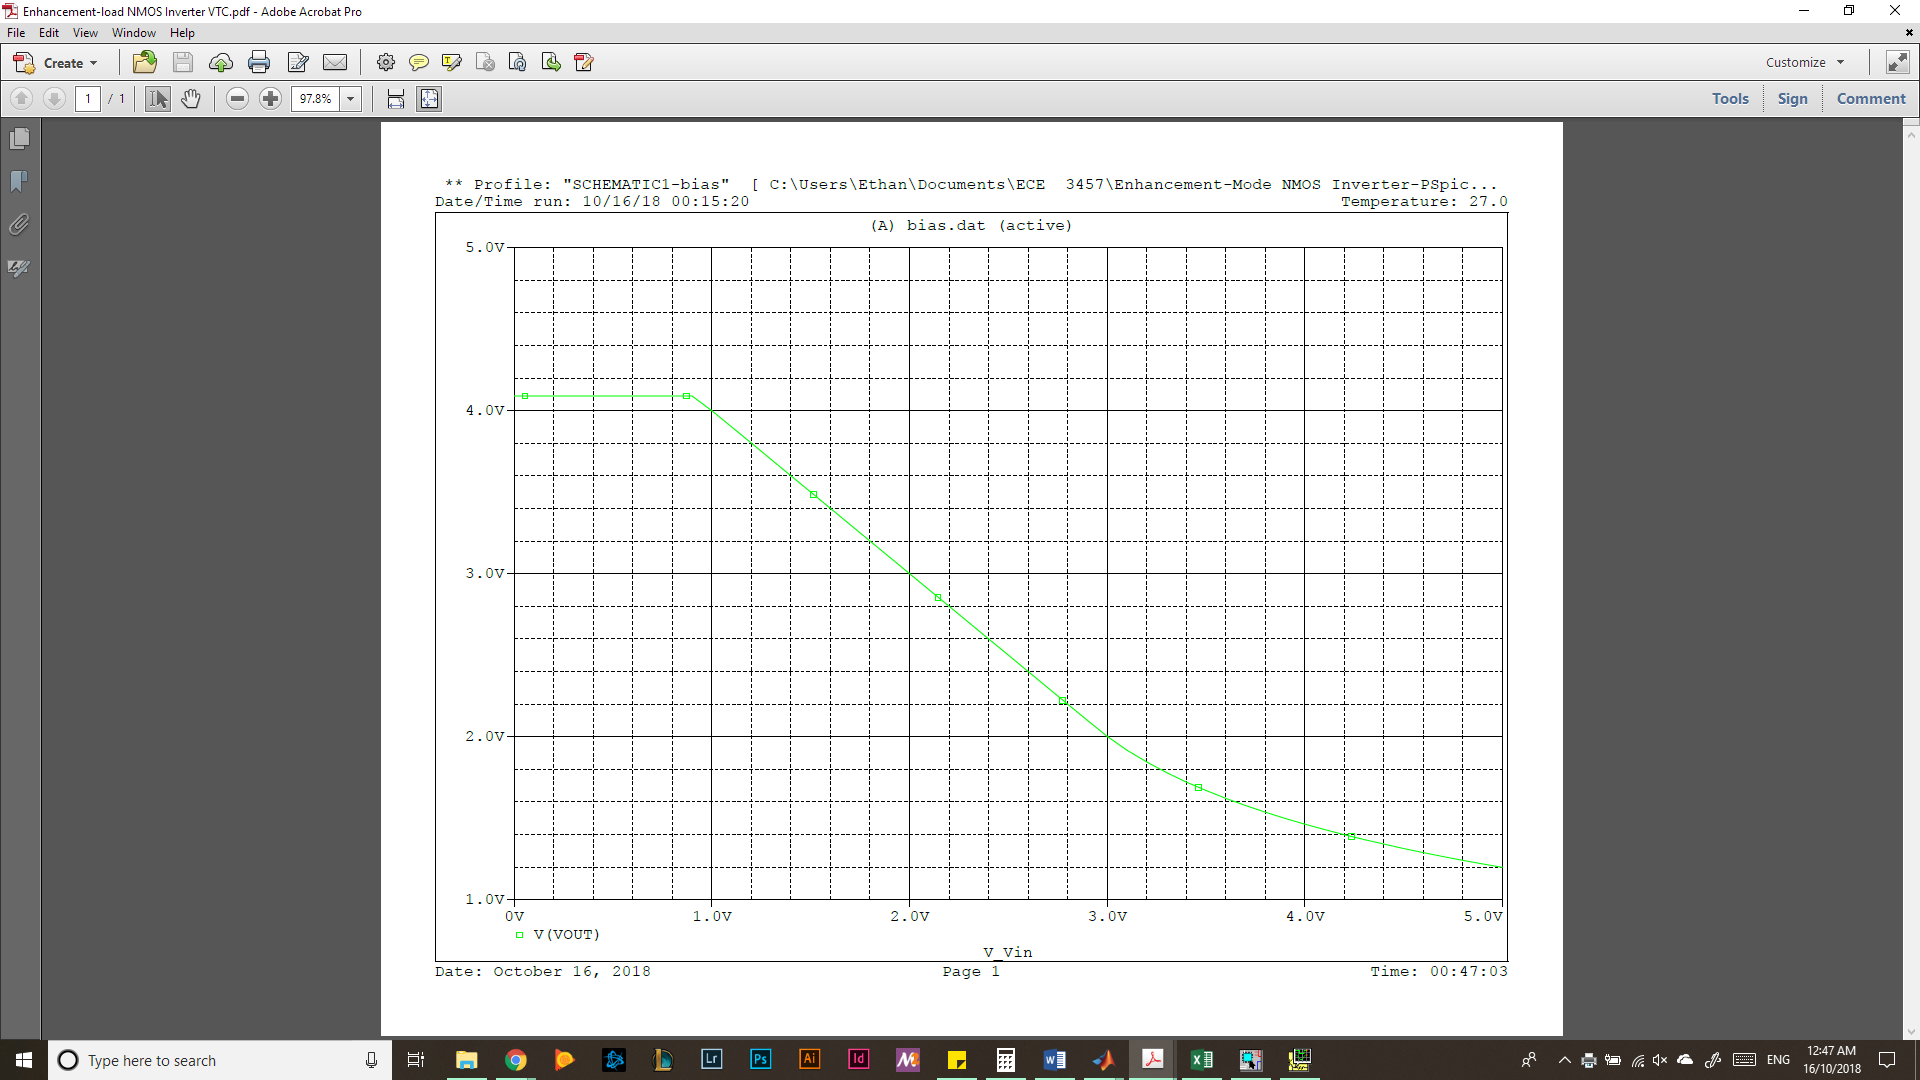 Enhancement-load NMOS Inverter VTC.pdf - Adobe Acrobat Pro
File Edit View Window Help
Create
Customize
1 / 1
97.8%
Tools Sign Comment
** Profile: "SCHEMATIC1-bias" [ C:\Users\Ethan\Documents\ECE 3457\Enhancement-Mode NMOS Inverter-PSpic...
Date/Time run: 10/16/18 00:15:20 Temperature: 27.0
(A) bias.dat (active)
5.0V
4.0V
3.0V
2.0V
1.0V
0V 1.0V 2.0V 3.0V 4.0V 5.0V
V(VOUT)
V_Vin
Date: October 16, 2018 Page 1 Time: 00:47:03
Type here to search
Lr Ps Ai Id
ENG
12:47 AM
16/10/2018